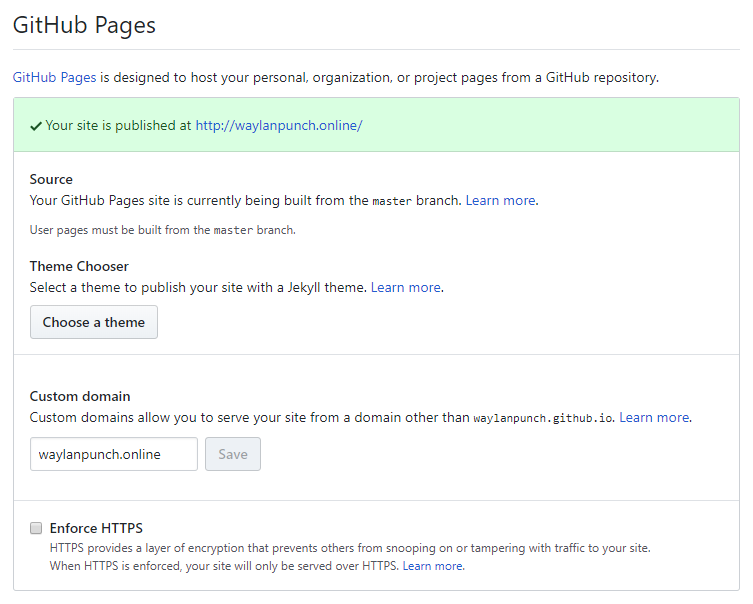 GitHub Pages
GitHub Pages is designed to host your personal, organization, or project pages from a GitHub repository.
Your site is published at http://waylanpunch.online/
Source
Your GitHub Pages site is currently being built from the master branch. Learn more.
User pages must be built from the master branch.
Theme Chooser
Select a theme to publish your site with a Jekyll theme. Learn more.
Choose a theme
Custom domain
Custom domains allow you to serve your site from a domain other than waylanpunch.github.io. Learn more.
waylanpunch.online Save
Enforce HTTPS
HTTPS provides a layer of encryption that prevents others from snooping on or tampering with traffic to your site.
When HTTPS is enforced, your site will only be served over HTTPS. Learn more.